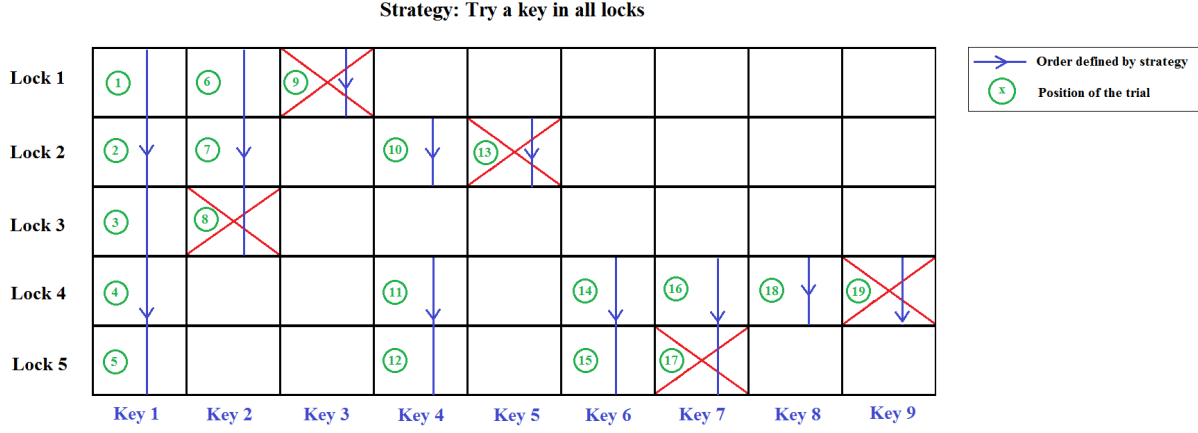 Strategy: Try a key in all locks
Lock 1 1 6 9
Lock 2 2 7 10 13
Lock 3 3 8
Lock 4 4 11 14 16 18 19
Lock 5 5 12 15 17
Key 1 Key 2 Key 3 Key 4 Key 5 Key 6 Key 7 Key 8 Key 9
Order defined by strategy
x Position of the trial